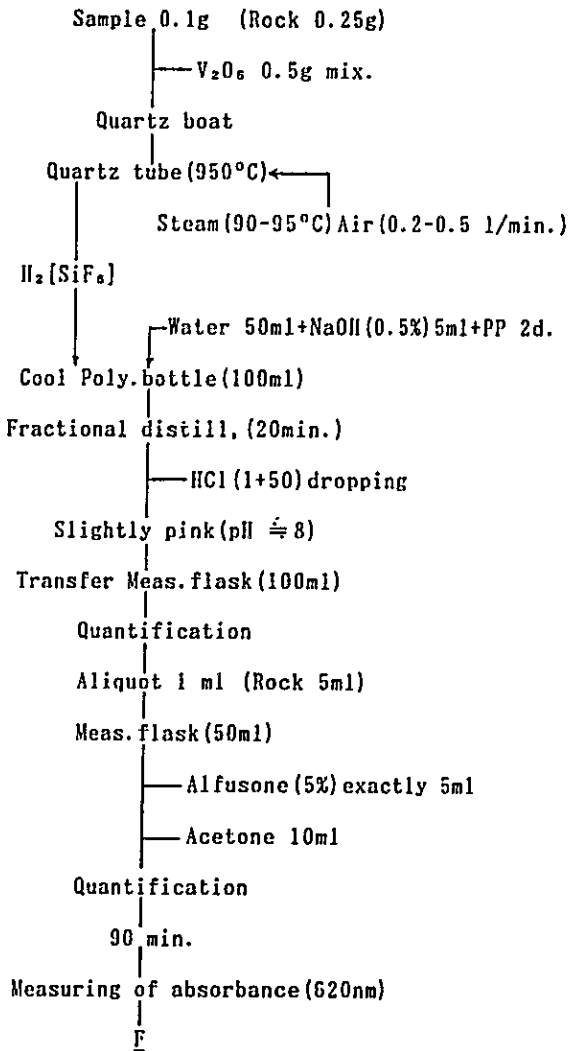 Sample 0.1g (Rock 0.25g)
V₂O₅ 0.5g mix.
Quartz boat
Quartz tube(950°C)
Steam(90-95°C)Air(0.2-0.5 l/min.)
H₂[SiF₆]
Water 50ml+NaOH(0.5%)5ml+PP 2d.
Cool Poly.bottle(100ml)
Fractional distill,(20min.)
HCl(1+50)dropping
Slightly pink(pH ≒ 8)
Transfer Meas.flask(100ml)
Quantification
Aliquot 1 ml (Rock 5ml)
Meas.flask(50ml)
Alfusone(5%)exactly 5ml
Acetone 10ml
Quantification
90 min.
Measuring of absorbance(620nm)
F